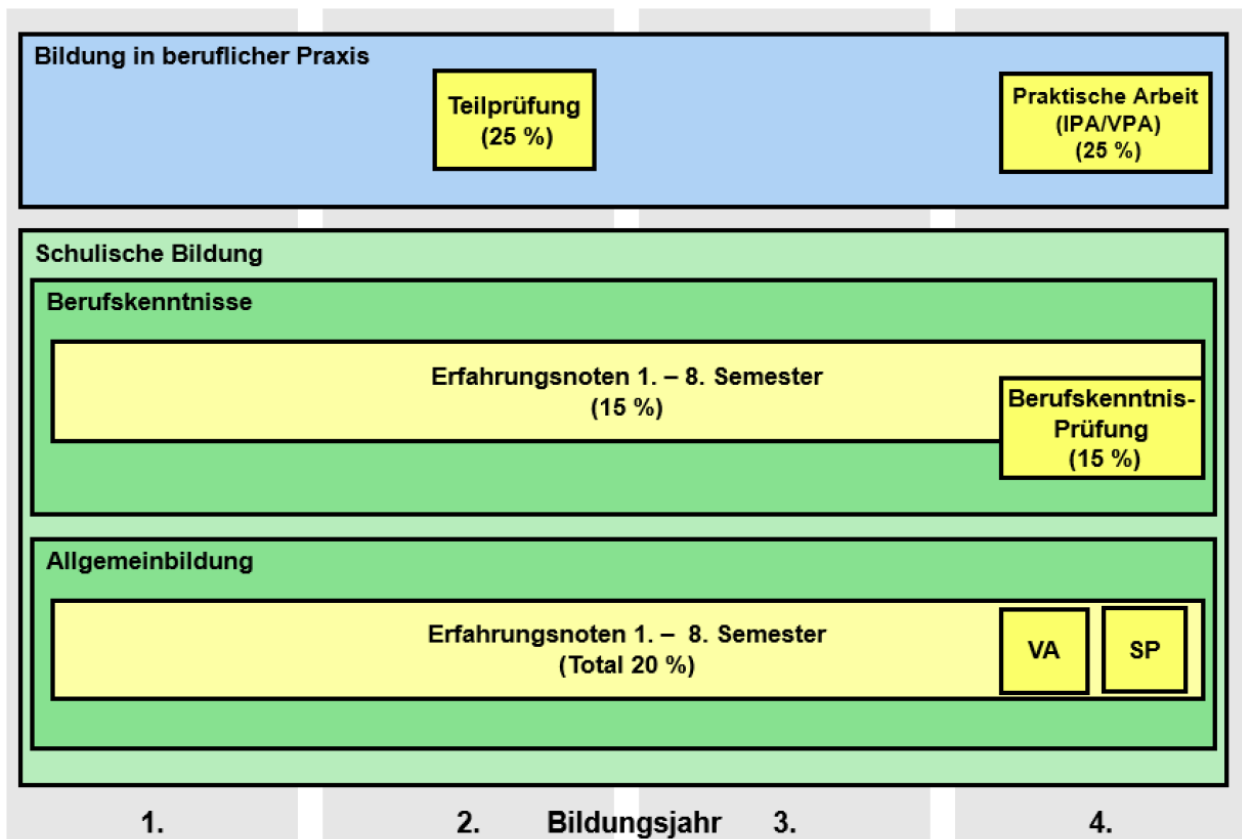 Bildung in beruflicher Praxis
Teilprüfung
(25 %)
Praktische Arbeit
(IPA/VPA)
(25 %)
Schulische Bildung
Berufskenntnisse
Erfahrungsnoten 1. – 8. Semester
(15 %)
Berufskenntnis-
Prüfung
(15 %)
Allgemeinbildung
Erfahrungsnoten 1. – 8. Semester
(Total 20 %)
VA
SP
1. 2. Bildungsjahr 3. 4.